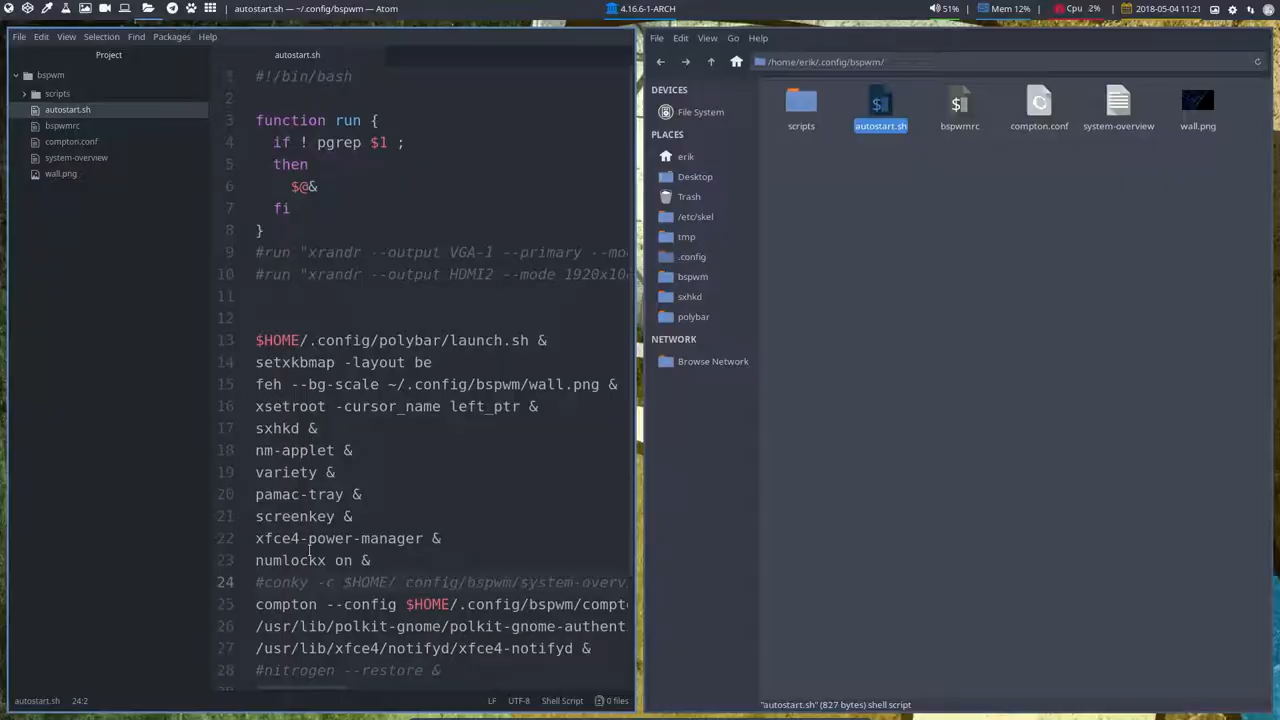 autostart.sh — ~/.config/bspwm — Atom
4.16.6-1-ARCH
51%
Mem 12%
Cpu 2%
2018-05-04 11:21
File Edit View Selection Find Packages Help
Project
bspwm
scripts
autostart.sh
bspwmrc
compton.conf
system-overview
wall.png
autostart.sh
1 #!/bin/bash
2
3 function run {
4 if ! pgrep $1 ;
5 then
6 $@&
7 fi
8 }
9 #run "xrandr --output VGA-1 --primary --mo
10 #run "xrandr --output HDMI2 --mode 1920x10
11
12
13 $HOME/.config/polybar/launch.sh &
14 setxkbmap -layout be
15 feh --bg-scale ~/.config/bspwm/wall.png &
16 xsetroot -cursor_name left_ptr &
17 sxhkd &
18 nm-applet &
19 variety &
20 pamac-tray &
21 screenkey &
22 xfce4-power-manager &
23 numlockx on &
24 #conky -c $HOME/ config/bspwm/system-overv
25 compton --config $HOME/.config/bspwm/compt
26 /usr/lib/polkit-gnome/polkit-gnome-authent
27 /usr/lib/xfce4/notifyd/xfce4-notifyd &
28 #nitrogen --restore &
autostart.sh 24:2
LF UTF-8 Shell Script 0 files
File Edit View Go Help
/home/erik/.config/bspwm/
DEVICES
File System
PLACES
erik
Desktop
Trash
/etc/skel
tmp
.config
bspwm
sxhkd
polybar
NETWORK
Browse Network
scripts
autostart.sh
bspwmrc
compton.conf
system-overview
wall.png
"autostart.sh" (827 bytes) shell script